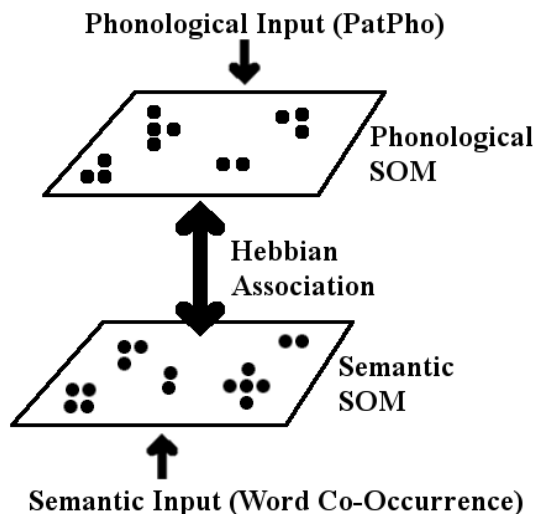 Phonological Input (PatPho)
Phonological
SOM
Hebbian
Association
Semantic
SOM
Semantic Input (Word Co-Occurrence)